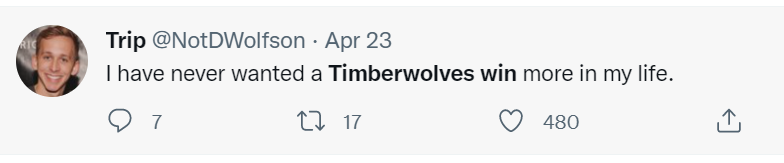 Trip @NotDWolfson · Apr 23
I have never wanted a Timberwolves win more in my life.
7 17 480